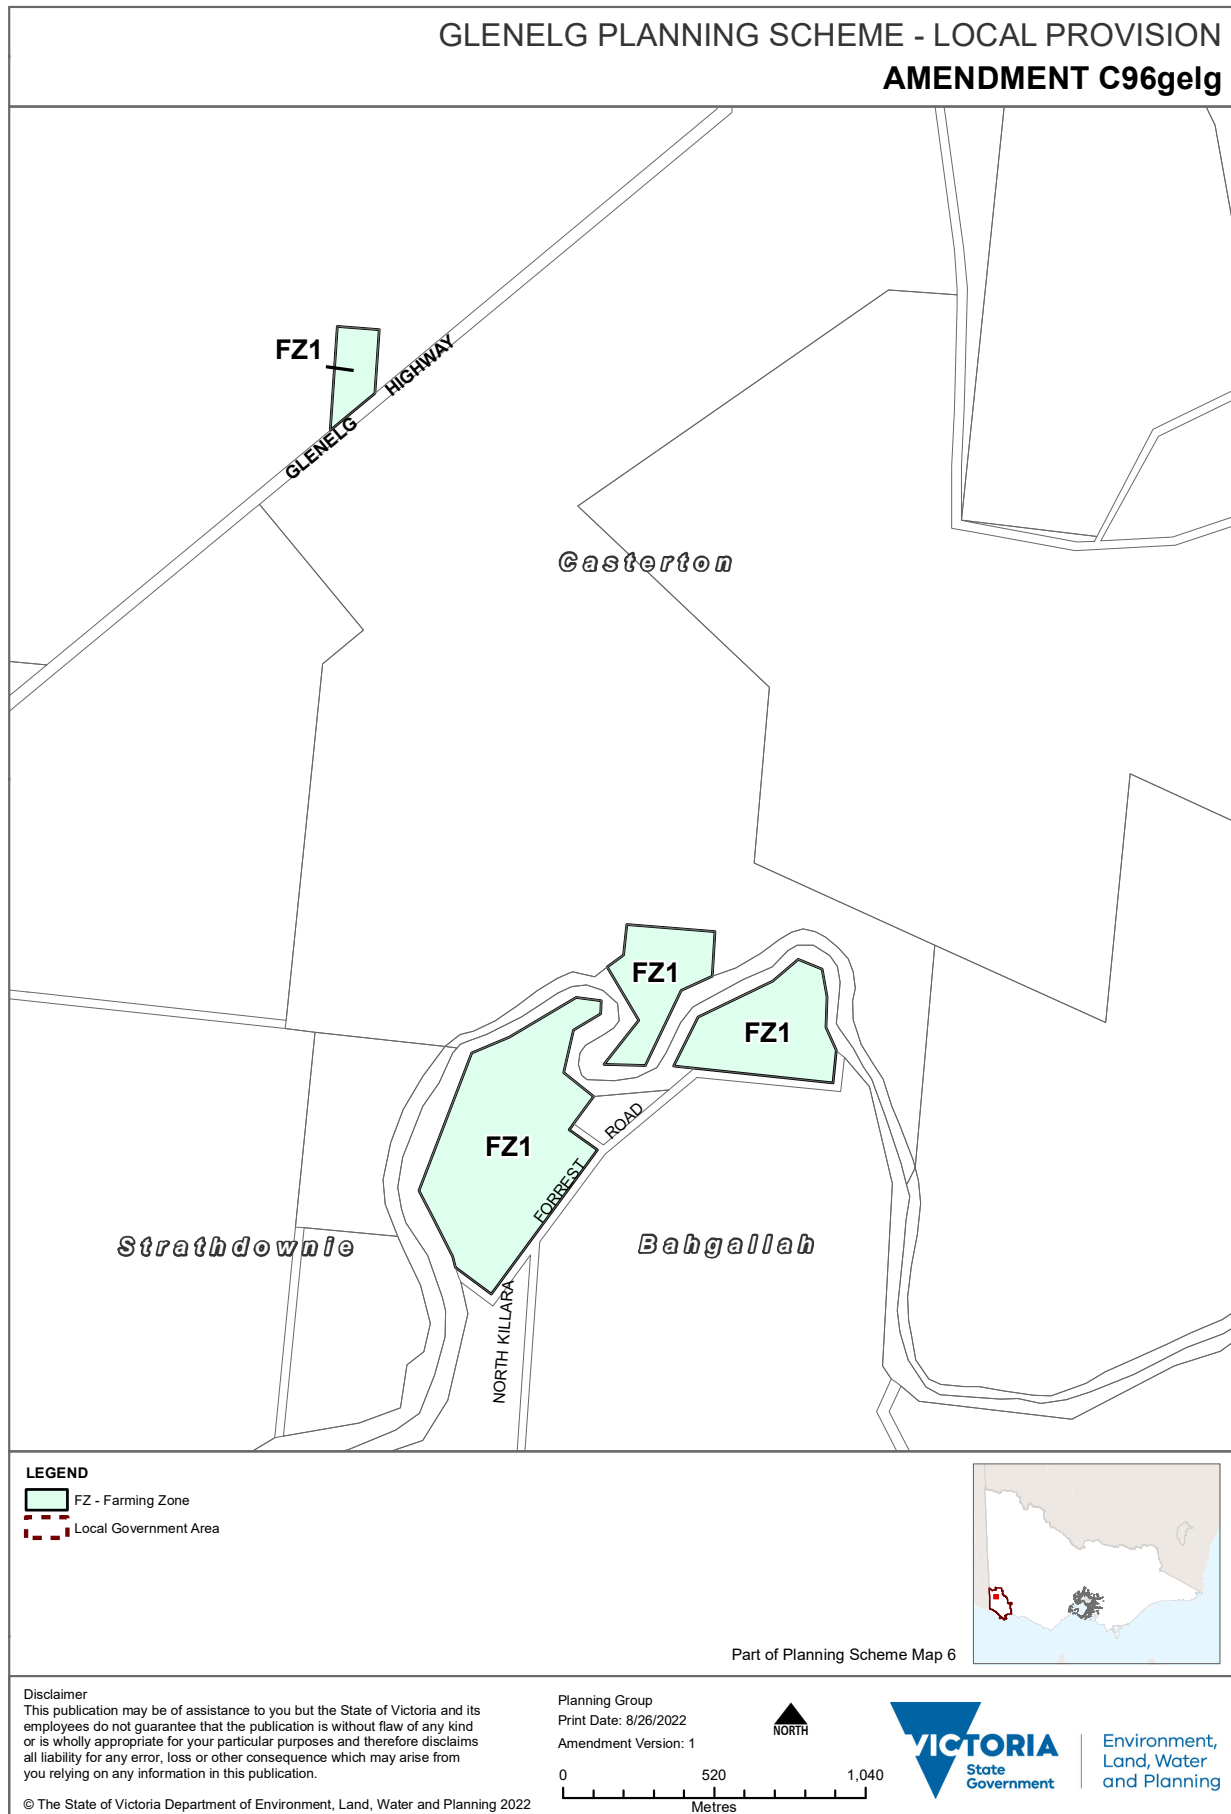 GLENELG PLANNING SCHEME - LOCAL PROVISION
AMENDMENT C96gelg
FZ1
GLENELG HIGHWAY
Casterton
FZ1
FZ1
FZ1
FORREST ROAD
Strathdownie
Bahgallah
NORTH KILLARA
LEGEND
FZ - Farming Zone
Local Government Area
Part of Planning Scheme Map 6
Disclaimer
This publication may be of assistance to you but the State of Victoria and its
employees do not guarantee that the publication is without flaw of any kind
or is wholly appropriate for your particular purposes and therefore disclaims
all liability for any error, loss or other consequence which may arise from
you relying on any information in this publication.
© The State of Victoria Department of Environment, Land, Water and Planning 2022
Planning Group
Print Date: 8/26/2022
Amendment Version: 1
NORTH
0 520 1,040
Metres
VICTORIA
State
Government
Environment,
Land, Water
and Planning